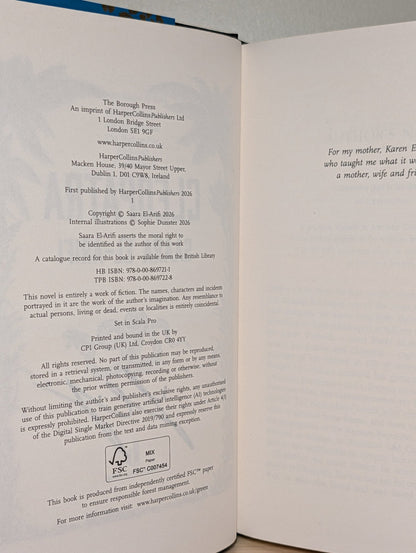 The Borough Press
An imprint of HarperCollinsPublishers Ltd
1 London Bridge Street
London SE1 9GF
www.harpercollins.co.uk
HarperCollinsPublishers
Macken House, 39/40 Mayor Street Upper,
Dublin 1, D01 C9W8, Ireland
First published by HarperCollinsPublishers 2026
1
Copyright © Saara El-Arifi 2026
Internal illustrations © Sophie Dunster 2026
Saara El-Arifi asserts the moral right to
be identified as the author of this work
A catalogue record for this book is available from the British Library
HB ISBN: 978-0-00-869721-1
TPB ISBN: 978-0-00-869722-8
This novel is entirely a work of fiction. The names, characters and incidents
portrayed in it are the work of the author's imagination. Any resemblance to
actual persons, living or dead, events or localities is entirely coincidental.
Set in Scala Pro
Printed and bound in the UK by
CPI Group (UK) Ltd, Croydon CR0 4YY
All rights reserved. No part of this publication may be reproduced,
stored in a retrieval system, or transmitted, in any form or by any means,
electronic, mechanical, photocopying, recording or otherwise, without
the prior written permission of the publishers.
Without limiting the author's and publisher's exclusive rights, any unauthorised
use of this publication to train generative artificial intelligence (AI) technologies
is expressly prohibited. HarperCollins also exercise their rights under Article 4(3)
of the Digital Single Market Directive 2019/790 and expressly reserve this
publication from the text and data mining exception.
FSC
www.fsc.org
MIX
Paper
FSC™ C007454
This book is produced from independently certified FSC™ paper
to ensure responsible forest management.
For more information visit: www.harpercollins.co.uk/green
For my mother, Karen E
who taught me what it w
a mother, wife and fri